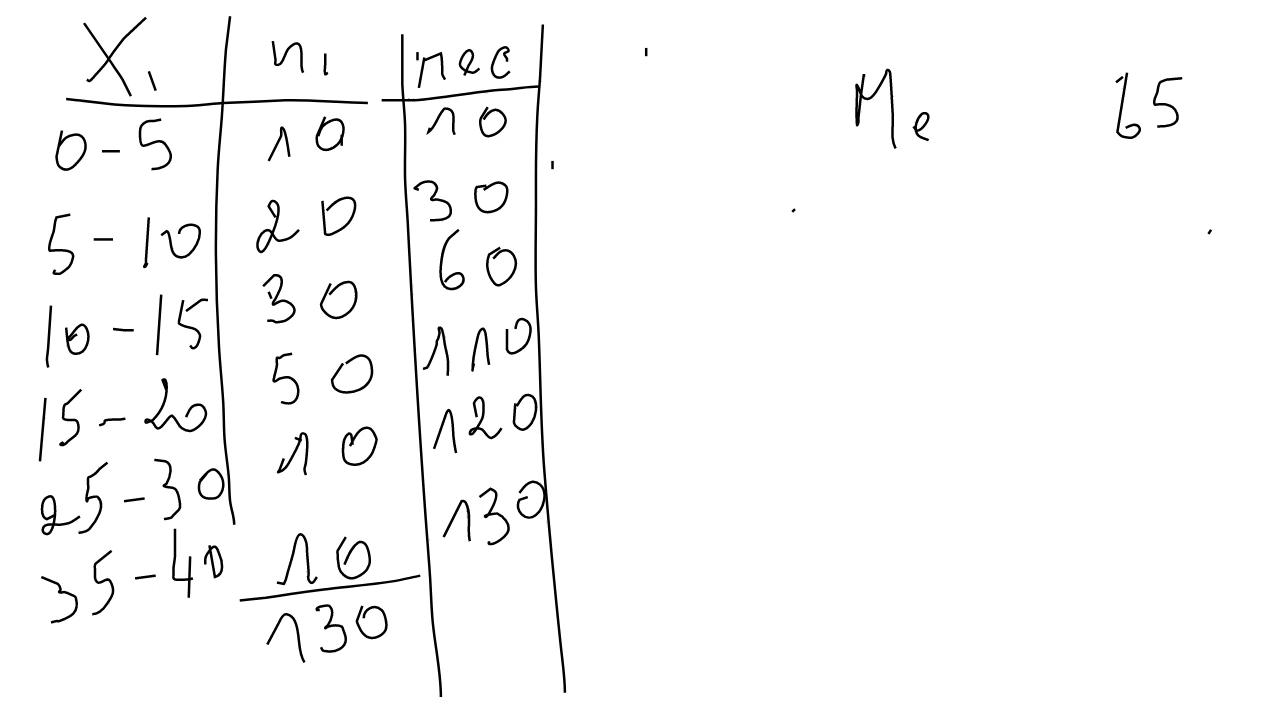 Xi ni nec
0-5 10 10
5-10 20 30
10-15 30 60
15-20 50 110
25-30 10 120
35-40 10 130
130
Me 65